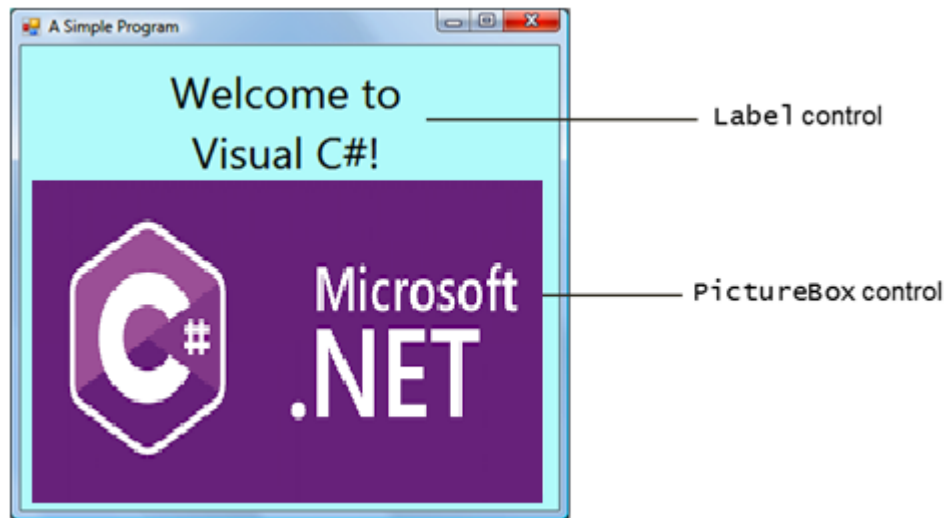 A Simple Program
Welcome to
Visual C#!
Label control
C#
Microsoft
.NET
PictureBox control